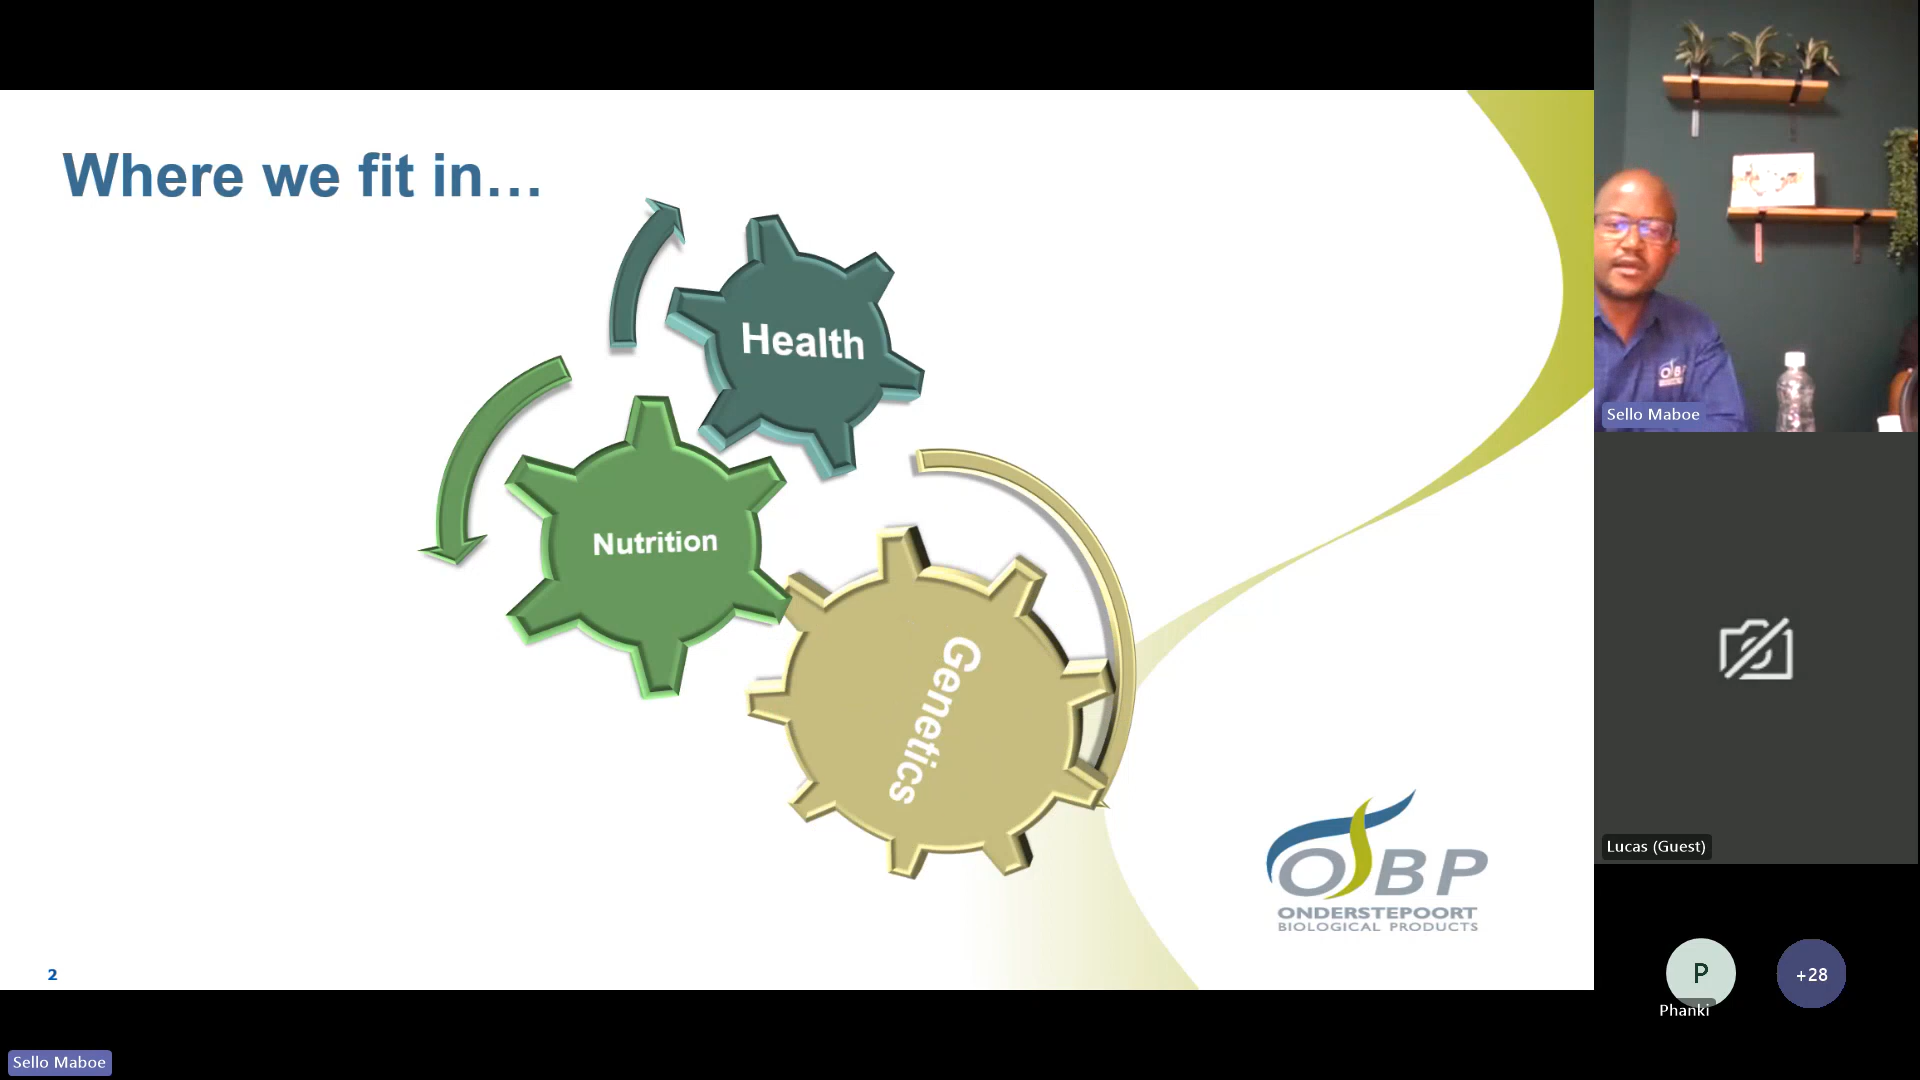 Where we fit in...
Health
Nutrition
Genetics
OBP
ONDERSTEPOORT
BIOLOGICAL PRODUCTS
2
Sello Maboe
OBP
Sello Maboe
Lucas (Guest)
P
Phanki
+28